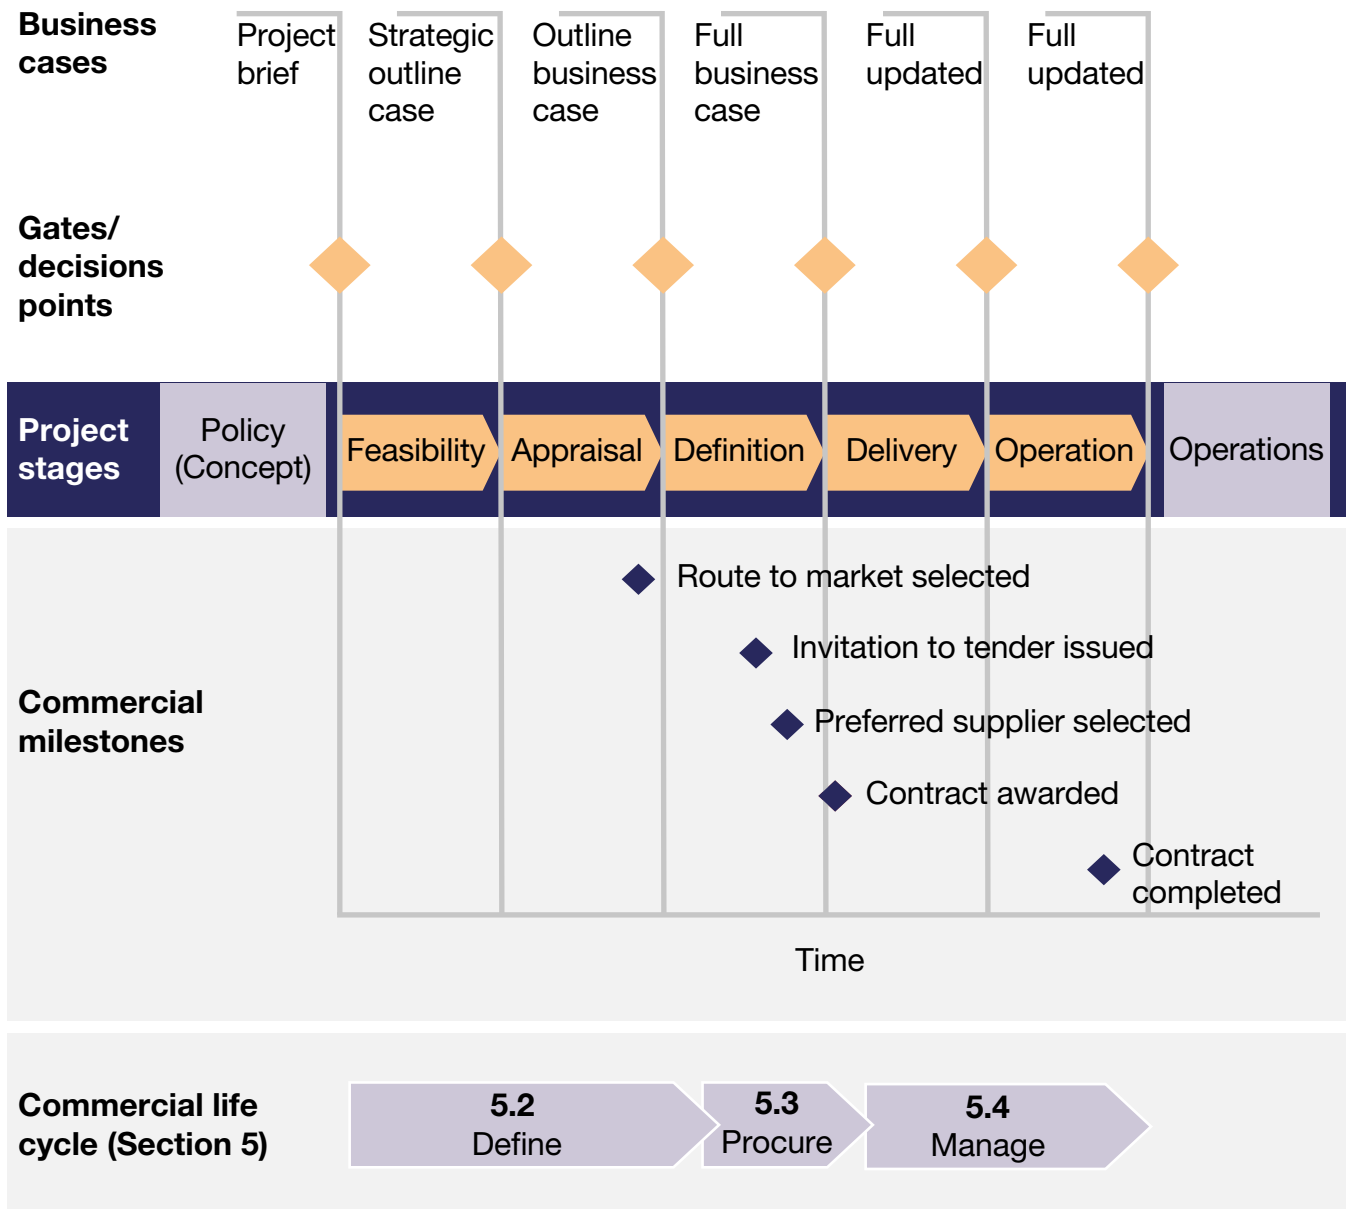 Business
cases
Project
brief
Strategic
outline
case
Outline
business
case
Full
business
case
Full
updated
Full
updated
Gates/
decisions
points
Project
stages
Policy
(Concept)
Feasibility
Appraisal
Definition
Delivery
Operation
Operations
Commercial
milestones
Route to market selected
Invitation to tender issued
Preferred supplier selected
Contract awarded
Contract
completed
Time
Commercial life
cycle (Section 5)
5.2
Define
5.3
Procure
5.4
Manage